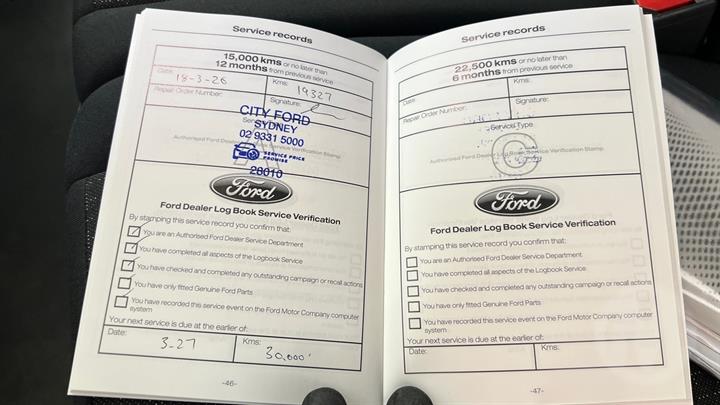 Service records
15,000 kms or no later than
12 months from previous service
Date: 18-3-26
Kms: 19327
Repair Order Number:
Signature:
CITY FORD
SYDNEY
02 9331 5000
Authorised Ford Dealer Log Book Service Verification Stamp
SERVICE PRICE
PROMISE
28010
Ford
Ford Dealer Log Book Service Verification
By stamping this service record you confirm that:
You are an Authorised Ford Dealer Service Department
You have completed all aspects of the Logbook Service
You have checked and completed any outstanding campaign or recall actions
You have only fitted Genuine Ford Parts
You have recorded this service event on the Ford Motor Company computer
system
Your next service is due at the earlier of:
Date: 3-27
Kms: 30,000
-46-
Service records
22,500 kms or no later than
6 months from previous service
Date:
Kms:
Repair Order Number:
Signature:
Service Type
Authorised Ford Dealer Log Book Service Verification Stamp
Ford
Ford Dealer Log Book Service Verification
By stamping this service record you confirm that:
You are an Authorised Ford Dealer Service Department
You have completed all aspects of the Logbook Service
You have checked and completed any outstanding campaign or recall actions
You have only fitted Genuine Ford Parts
You have recorded this service event on the Ford Motor Company computer
system
Your next service is due at the earlier of:
Date:
Kms:
-47-